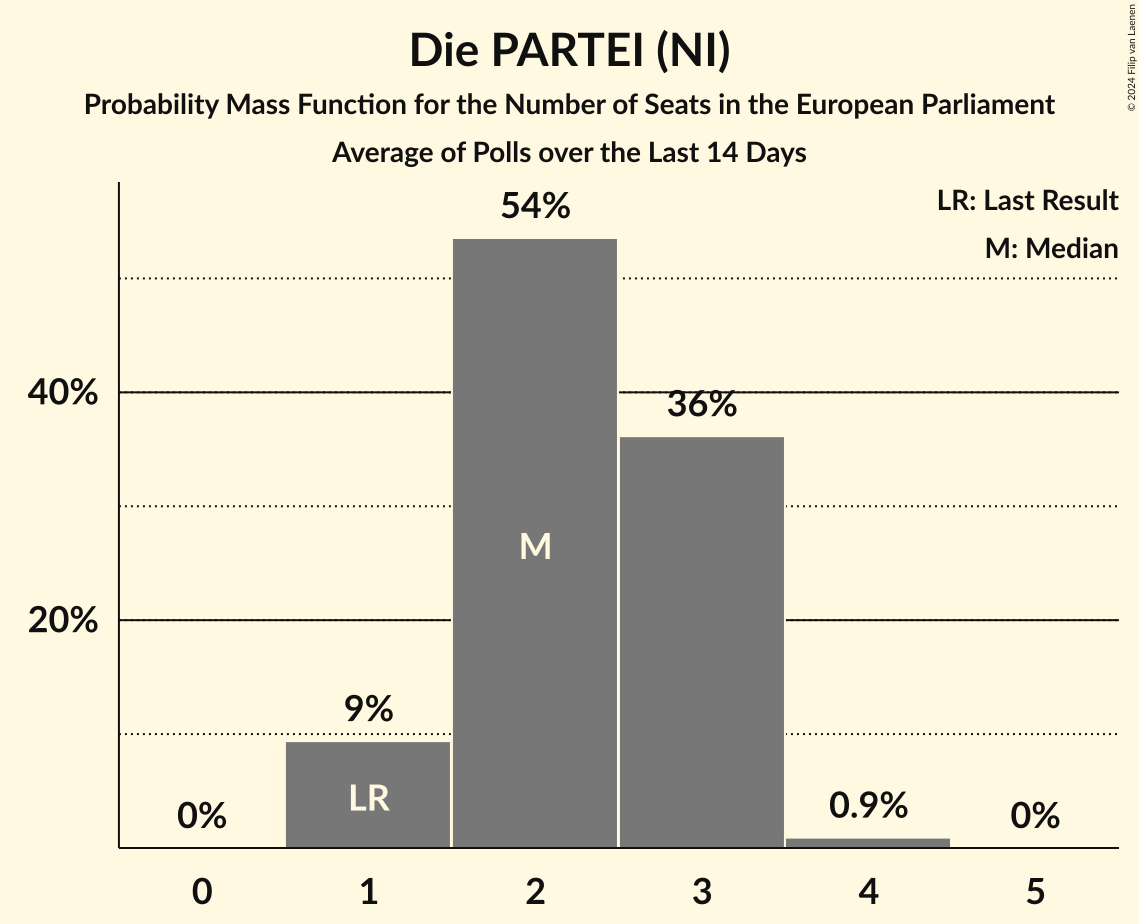 Die PARTEI (NI)
Probability Mass Function for the Number of Seats in the European Parliament
Average of Polls over the Last 14 Days
© 2024 Filip van Laenen
LR: Last Result
M: Median
54%
40%
36%
M
20%
9%
LR
0%
0.9%
0%
0 1 2 3 4 5